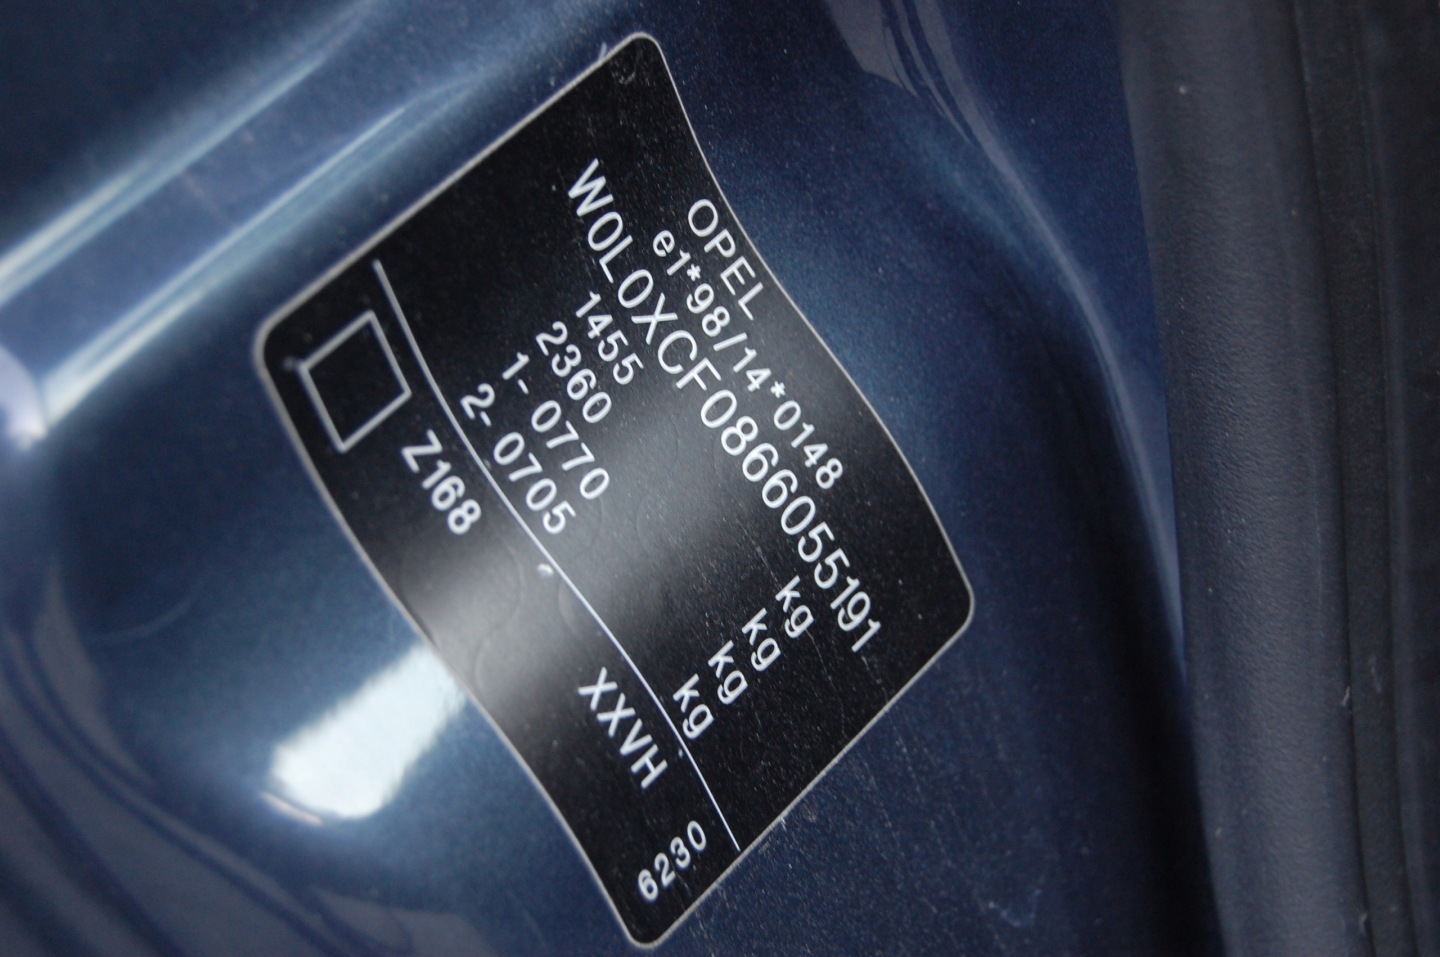 OPEL
e1*98/14*0148
W0L0XCF0866055191
1455 kg
2360 kg
1- 0770 kg
2- 0705 kg
Z168 XXVH 6230